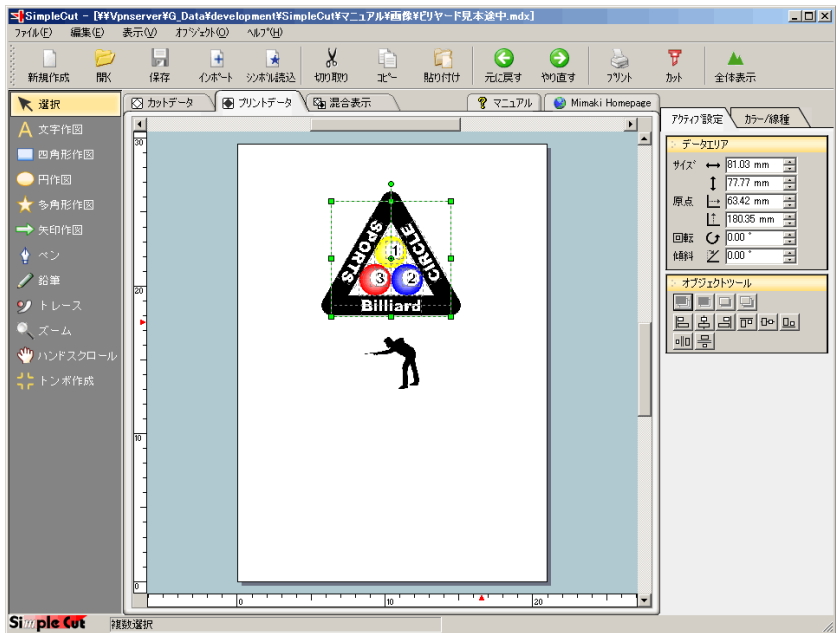 SimpleCut - [¥¥Vpnserver¥G_Data¥development¥SimpleCut¥マニュアル¥画像¥ビリヤード見本途中.mdx]
ファイル(F) 編集(E) 表示(V) オブジェクト(O) ヘルプ(H)
新規作成 開く 保存 インポート シンボル読込 切り取り コピー 貼り付け 元に戻す やり直す プリント カット 全体表示
選択
文字作図
四角形作図
円作図
多角形作図
矢印作図
ペン
鉛筆
トレース
ズーム
ハンドスクロール
トンボ作成
カットデータ プリントデータ 混合表示 マニュアル Mimaki Homepage
30
20
10
0
0 10 20
SPORTS
CIRCLE
1
3 2
Billiard
アクティブ設定 カラー/線種
データエリア
サイズ 81.03 mm
77.77 mm
原点 63.42 mm
180.35 mm
回転 0.00 °
傾斜 0.00 °
オブジェクトツール
Simple Cut 複数選択